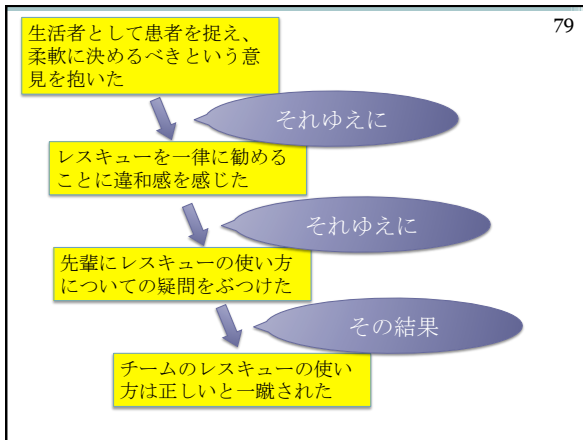 79
生活者として患者を捉え、
柔軟に決めるべきという意
見を抱いた
それゆえに
レスキューを一律に勧める
ことに違和感を感じた
それゆえに
先輩にレスキューの使い方
についての疑問をぶつけた
その結果
チームのレスキューの使い
方は正しいと一蹴された